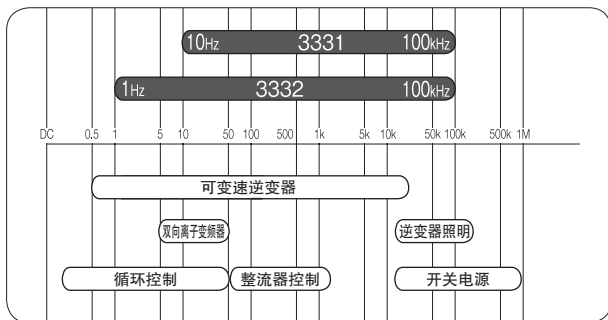 10Hz 3331 100kHz
1Hz 3332 100kHz
DC 0.5 1 5 10 50 100 500 1k 5k 10k 50k 100k 500k 1M
可变速逆变器
双向离子变频器 逆变器照明
循环控制 整流器控制 开关电源